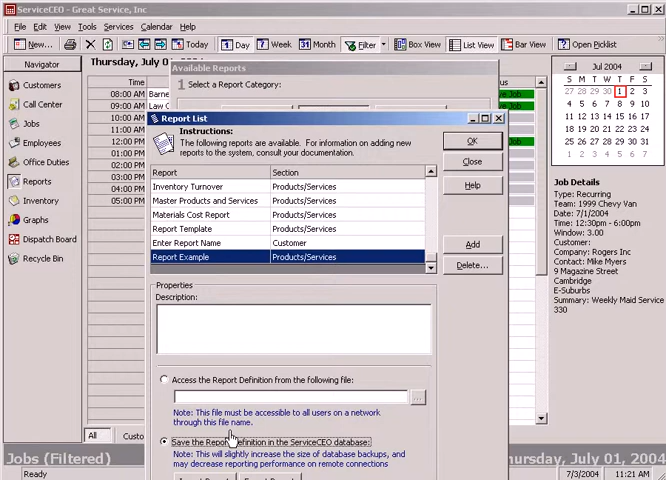 ServiceCEO - Great Service, Inc
File Edit View Tools Services Calendar Help
New... Today 1 Day 7 Week 31 Month Filter Box View List View Bar View Open Picklist
Navigator
Customers
Call Center
Jobs
Employees
Office Duties
Reports
Inventory
Graphs
Dispatch Board
Recycle Bin
Thursday, July 0
Time
08:00 AM Barne
09:00 AM Law C
10:00 AM
11:00 AM
12:00 PM
01:00 PM
02:00 PM
03:00 PM
04:00 PM
05:00 PM
All Custo
Available Reports
1 Select a Report Category:
Report List
Instructions:
The following reports are available. For information on adding new
reports to the system, consult your documentation.
Report Section
Inventory Turnover Products/Services
Master Products and Services Products/Services
Materials Cost Report Products/Services
Report Template Products/Services
Enter Report Name Customer
Report Example Products/Services
OK
Close
Help
Add
Delete...
Properties
Description:
Access the Report Definition from the following file:
...
Note: This file must be accessible to all users on a network
through this file name.
Save the Report Definition in the ServiceCEO database:
Note: This will slightly increase the size of database backups, and
may decrease reporting performance on remote connections
us
e Job
e Job
Jul 2004
S M T W T F S
27 28 29 30 1 2 3
4 5 6 7 8 9 10
11 12 13 14 15 16 17
18 19 20 21 22 23 24
25 26 27 28 29 30 31
1 2 3 4 5 6 7
Job Details
Type: Recurring
Team: 1999 Chevy Van
Date: 7/1/2004
Time: 12:30pm - 6:00pm
Window: 3.00
Customer:
Company: Rogers Inc
Contact: Mike Myers
9 Magazine Street
Cambridge
E-Suburbs
Summary: Weekly Maid Service
330
Jobs (Filtered)
hursday, July 01, 2004
Ready
7/3/2004 11:21 AM